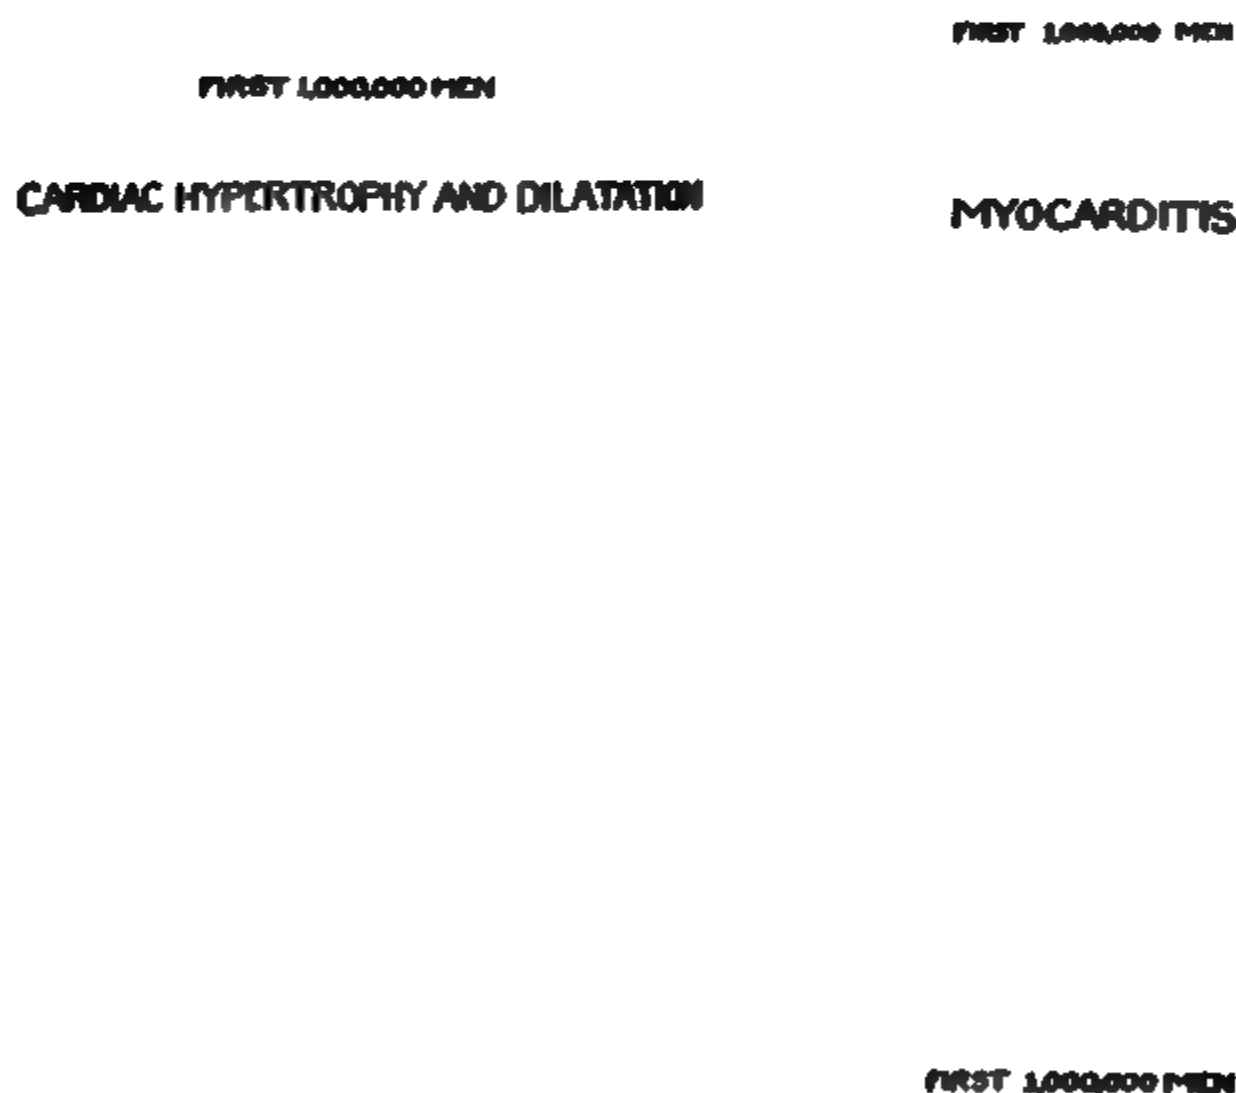 FIRST 1,000,000 MEN
CARDIAC HYPERTROPHY AND DILATATION
FIRST 1,000,000 MEN
MYOCARDITIS
FIRST 1,000,000 MEN